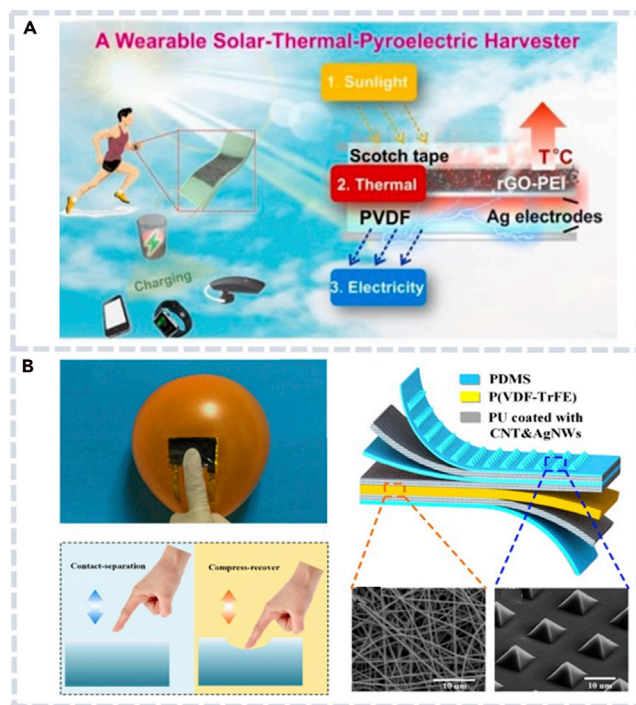 A
A Wearable Solar-Thermal-Pyroelectric Harvester
1. Sunlight
Scotch tape
T°C
2. Thermal
rGO-PEI
PVDF
Ag electrodes
3. Electricity
Charging
B
PDMS
P(VDF-TrFE)
PU coated with
CNT&AgNWs
Contact-separation
Compress-recover
10 um
10 um